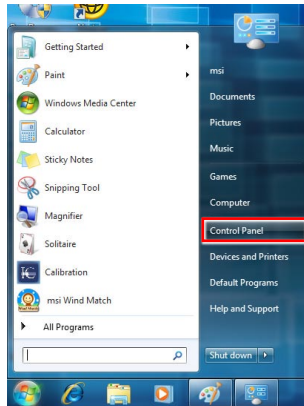 Getting Started
Paint
Windows Media Center
Calculator
Sticky Notes
Snipping Tool
Magnifier
Solitaire
Calibration
msi Wind Match
All Programs
msi
Documents
Pictures
Music
Games
Computer
Control Panel
Devices and Printers
Default Programs
Help and Support
Shut down